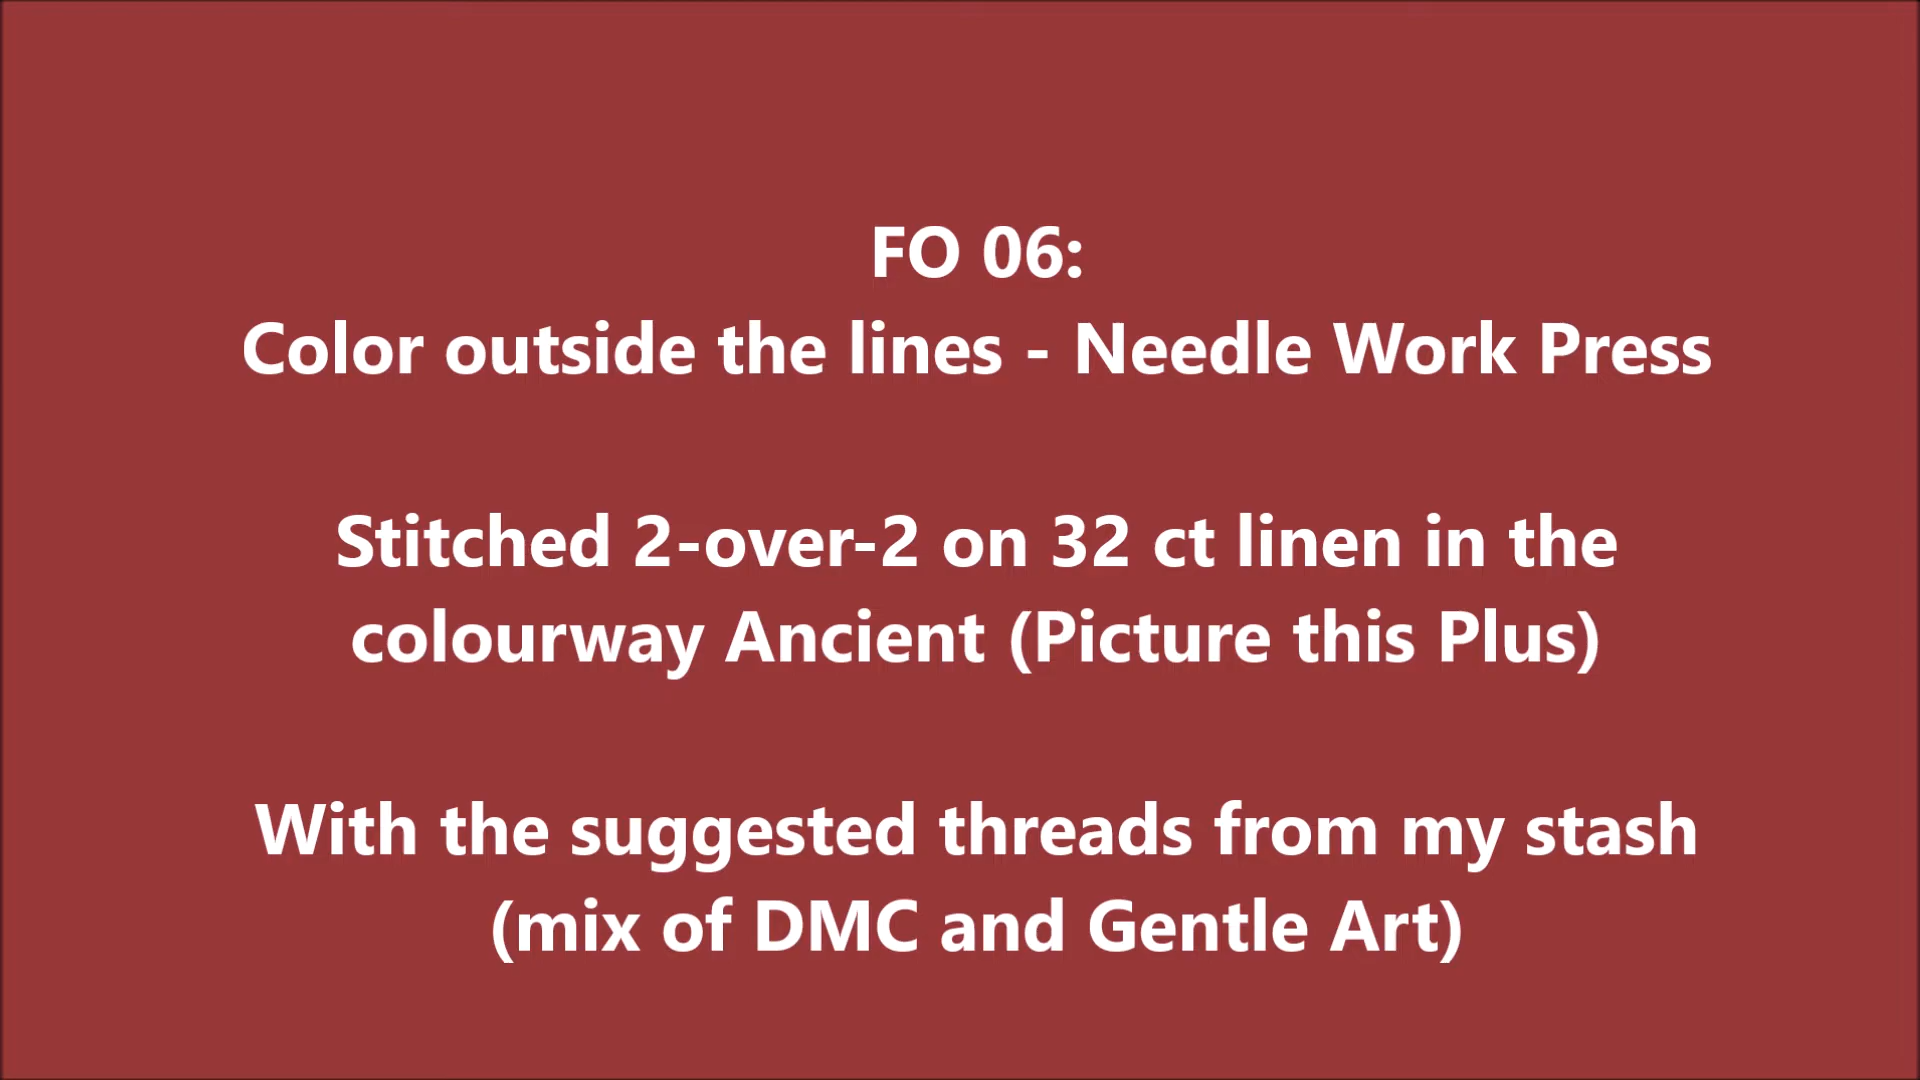 FO 06:
Color outside the lines - Needle Work Press
Stitched 2-over-2 on 32 ct linen in the
colourway Ancient (Picture this Plus)
With the suggested threads from my stash
(mix of DMC and Gentle Art)